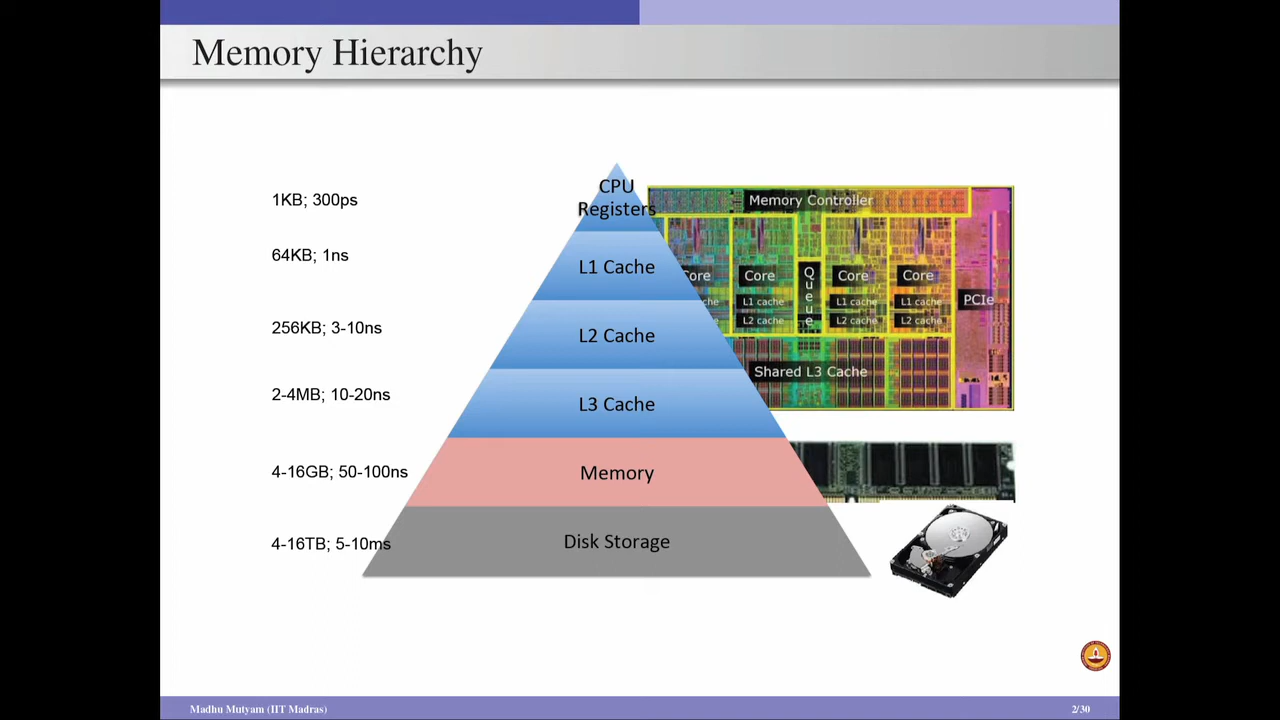 Memory Hierarchy
1KB; 300ps
64KB; 1ns
256KB; 3-10ns
2-4MB; 10-20ns
4-16GB; 50-100ns
4-16TB; 5-10ms
CPU
Registers
L1 Cache
L2 Cache
L3 Cache
Memory
Disk Storage
Memory Controller
Core
Core
Queue
Core
Core
PCIe
L1 cache
L1 cache
L1 cache
L2 cache
L2 cache
L2 cache
Shared L3 Cache
Madhu Mutyam (IIT Madras)
2/30